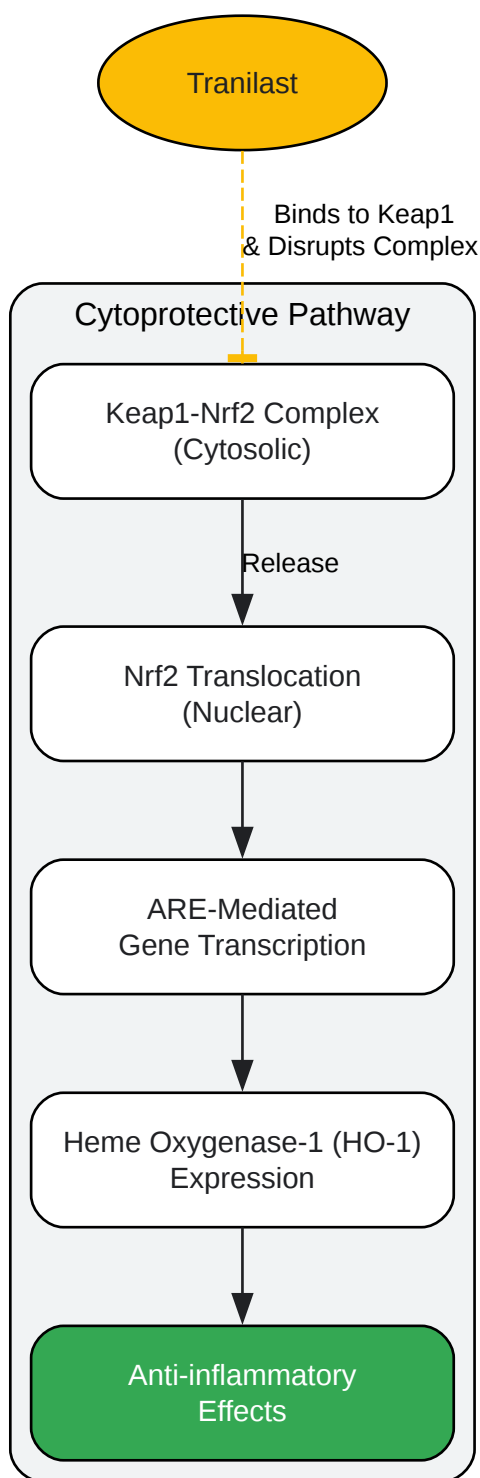 Tranilast
Binds to Keap1
& Disrupts Complex
Cytoprotective Pathway
Keap1-Nrf2 Complex
(Cytosolic)
Release
Nrf2 Translocation
(Nuclear)
ARE-Mediated
Gene Transcription
Heme Oxygenase-1 (HO-1)
Expression
Anti-inflammatory
Effects